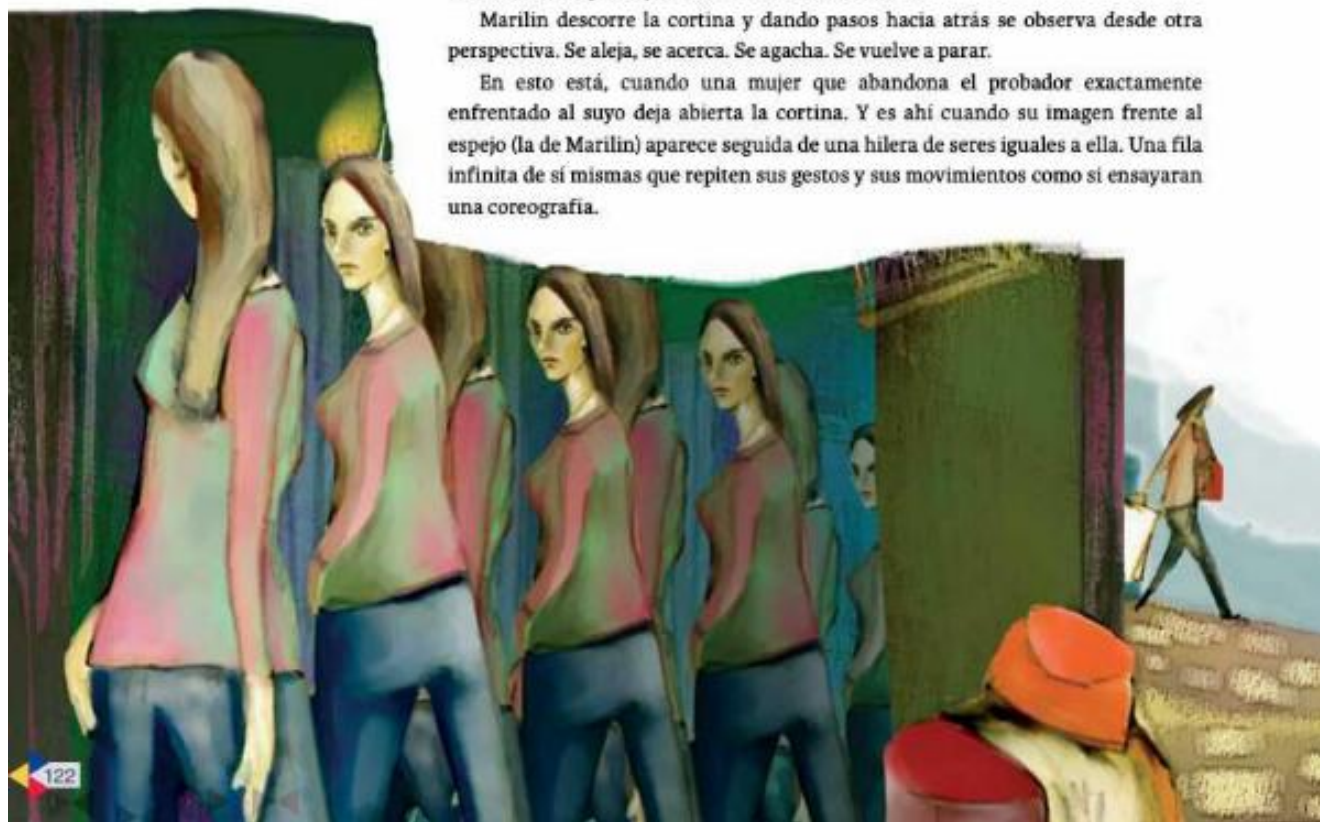 Marilin descorre la cortina y dando pasos hacia atrás se observa desde otra
perspectiva. Se aleja, se acerca. Se agacha. Se vuelve a parar.
En esto está, cuando una mujer que abandona el probador exactamente
enfrentado al suyo deja abierta la cortina. Y es ahí cuando su imagen frente al
espejo (la de Marilin) aparece seguida de una hilera de seres iguales a ella. Una fila
infinita de sí mismas que repiten sus gestos y sus movimientos como si ensayaran
una coreografía.
122